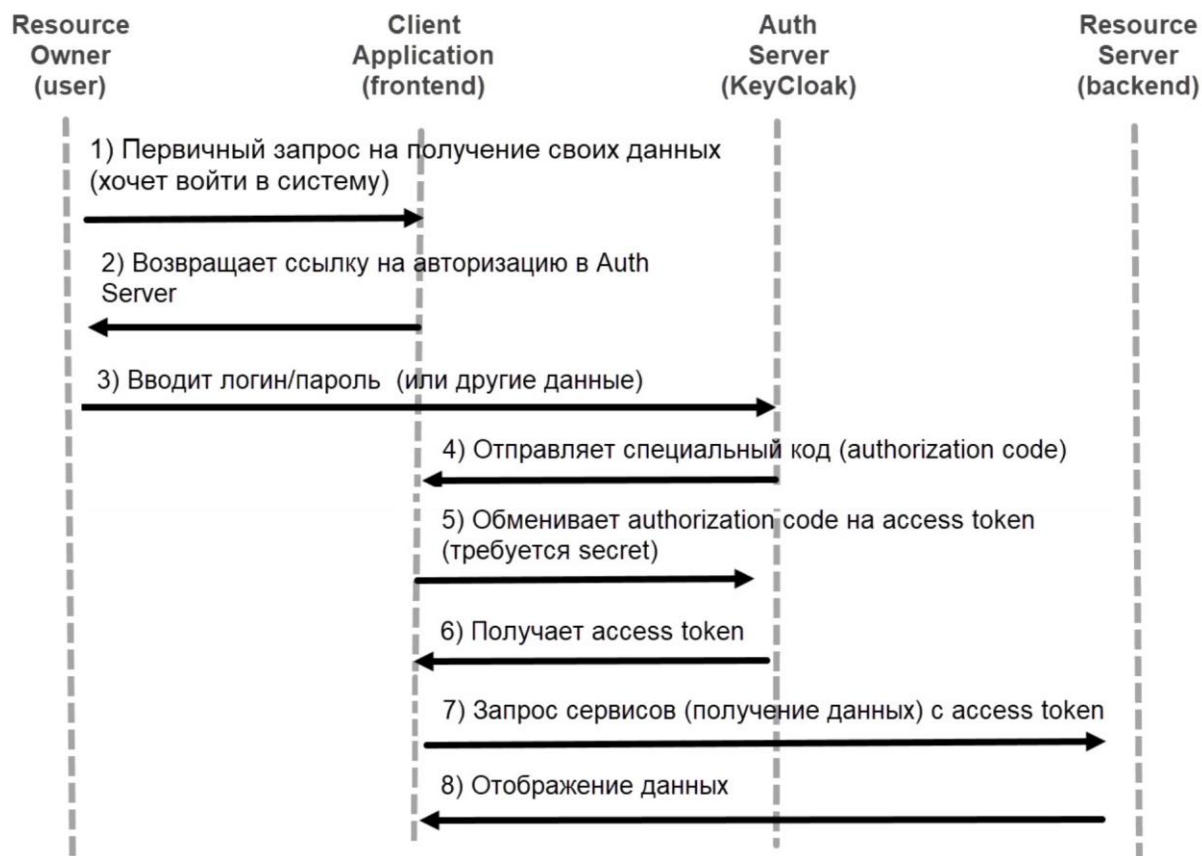 Resource
Owner
(user)
Client
Application
(frontend)
Auth
Server
(KeyCloak)
Resource
Server
(backend)
1) Первичный запрос на получение своих данных
(хочет войти в систему)
2) Возвращает ссылку на авторизацию в Auth
Server
3) Вводит логин/пароль (или другие данные)
4) Отправляет специальный код (authorization code)
5) Обменивает authorization code на access token
(требуется secret)
6) Получает access token
7) Запрос сервисов (получение данных) с access token
8) Отображение данных